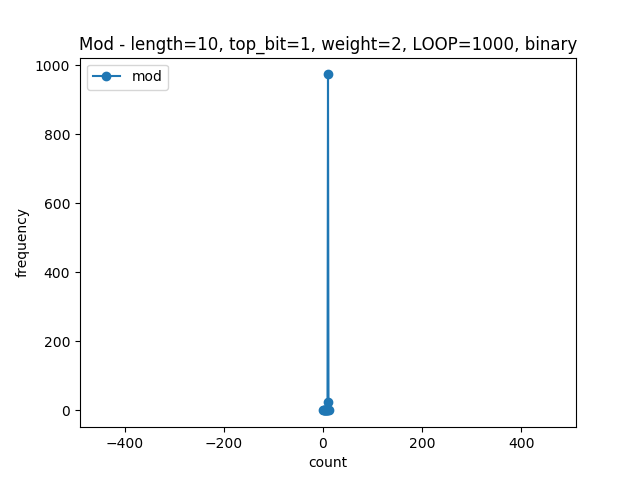 Mod - length=10, top_bit=1, weight=2, LOOP=1000, binary
mod
1000
800
600
400
200
0
frequency
−400
−200
0
200
400
count